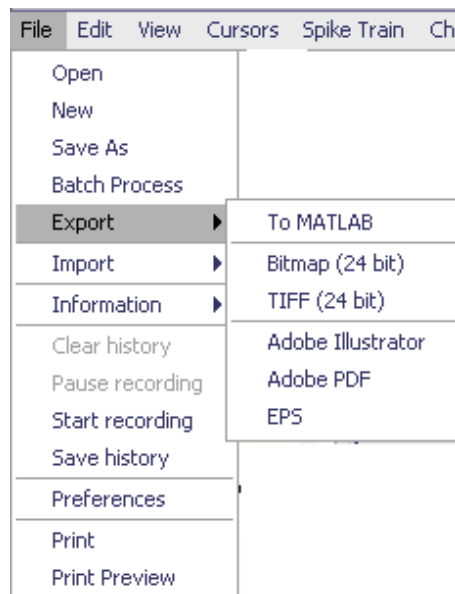 File Edit View Cursors Spike Train Ch
Open
New
Save As
Batch Process
Export
To MATLAB
Import
Bitmap (24 bit)
Information
TIFF (24 bit)
Clear history
Adobe Illustrator
Pause recording
Adobe PDF
Start recording
EPS
Save history
Preferences
Print
Print Preview